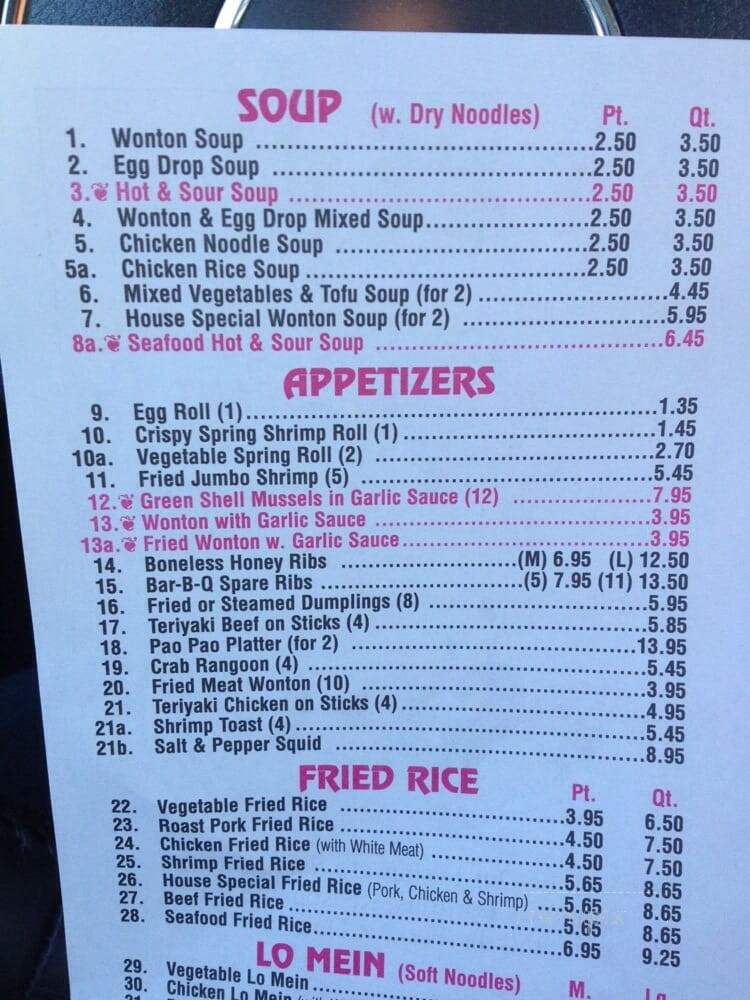 SOUP (w. Dry Noodles) Pt. Qt.
1. Wonton Soup 2.50 3.50
2. Egg Drop Soup 2.50 3.50
3. Hot & Sour Soup 2.50 3.50
4. Wonton & Egg Drop Mixed Soup 2.50 3.50
5. Chicken Noodle Soup 2.50 3.50
5a. Chicken Rice Soup 2.50 3.50
6. Mixed Vegetables & Tofu Soup (for 2) 4.45
7. House Special Wonton Soup (for 2) 5.95
8a. Seafood Hot & Sour Soup 6.45
APPETIZERS
9. Egg Roll (1) 1.35
10. Crispy Spring Shrimp Roll (1) 1.45
10a. Vegetable Spring Roll (2) 2.70
11. Fried Jumbo Shrimp (5) 5.45
12. Green Shell Mussels in Garlic Sauce (12) 7.95
13. Wonton with Garlic Sauce 3.95
13a. Fried Wonton w. Garlic Sauce 3.95
14. Boneless Honey Ribs (M) 6.95 (L) 12.50
15. Bar-B-Q Spare Ribs (5) 7.95 (11) 13.50
16. Fried or Steamed Dumplings (8) 5.95
17. Teriyaki Beef on Sticks (4) 5.85
18. Pao Pao Platter (for 2) 13.95
19. Crab Rangoon (4) 5.45
20. Fried Meat Wonton (10) 3.95
21. Teriyaki Chicken on Sticks (4) 4.95
21a. Shrimp Toast (4) 5.45
21b. Salt & Pepper Squid 8.95
FRIED RICE Pt. Qt.
22. Vegetable Fried Rice 3.95 6.50
23. Roast Pork Fried Rice 4.50 7.50
24. Chicken Fried Rice (with White Meat) 4.50 7.50
25. Shrimp Fried Rice 5.65 8.65
26. House Special Fried Rice (Pork, Chicken & Shrimp) 5.65 8.65
27. Beef Fried Rice 5.65 8.65
28. Seafood Fried Rice 6.95 9.25
LO MEIN (Soft Noodles) M. Lg.
29. Vegetable Lo Mein
30. Chicken Lo Mein